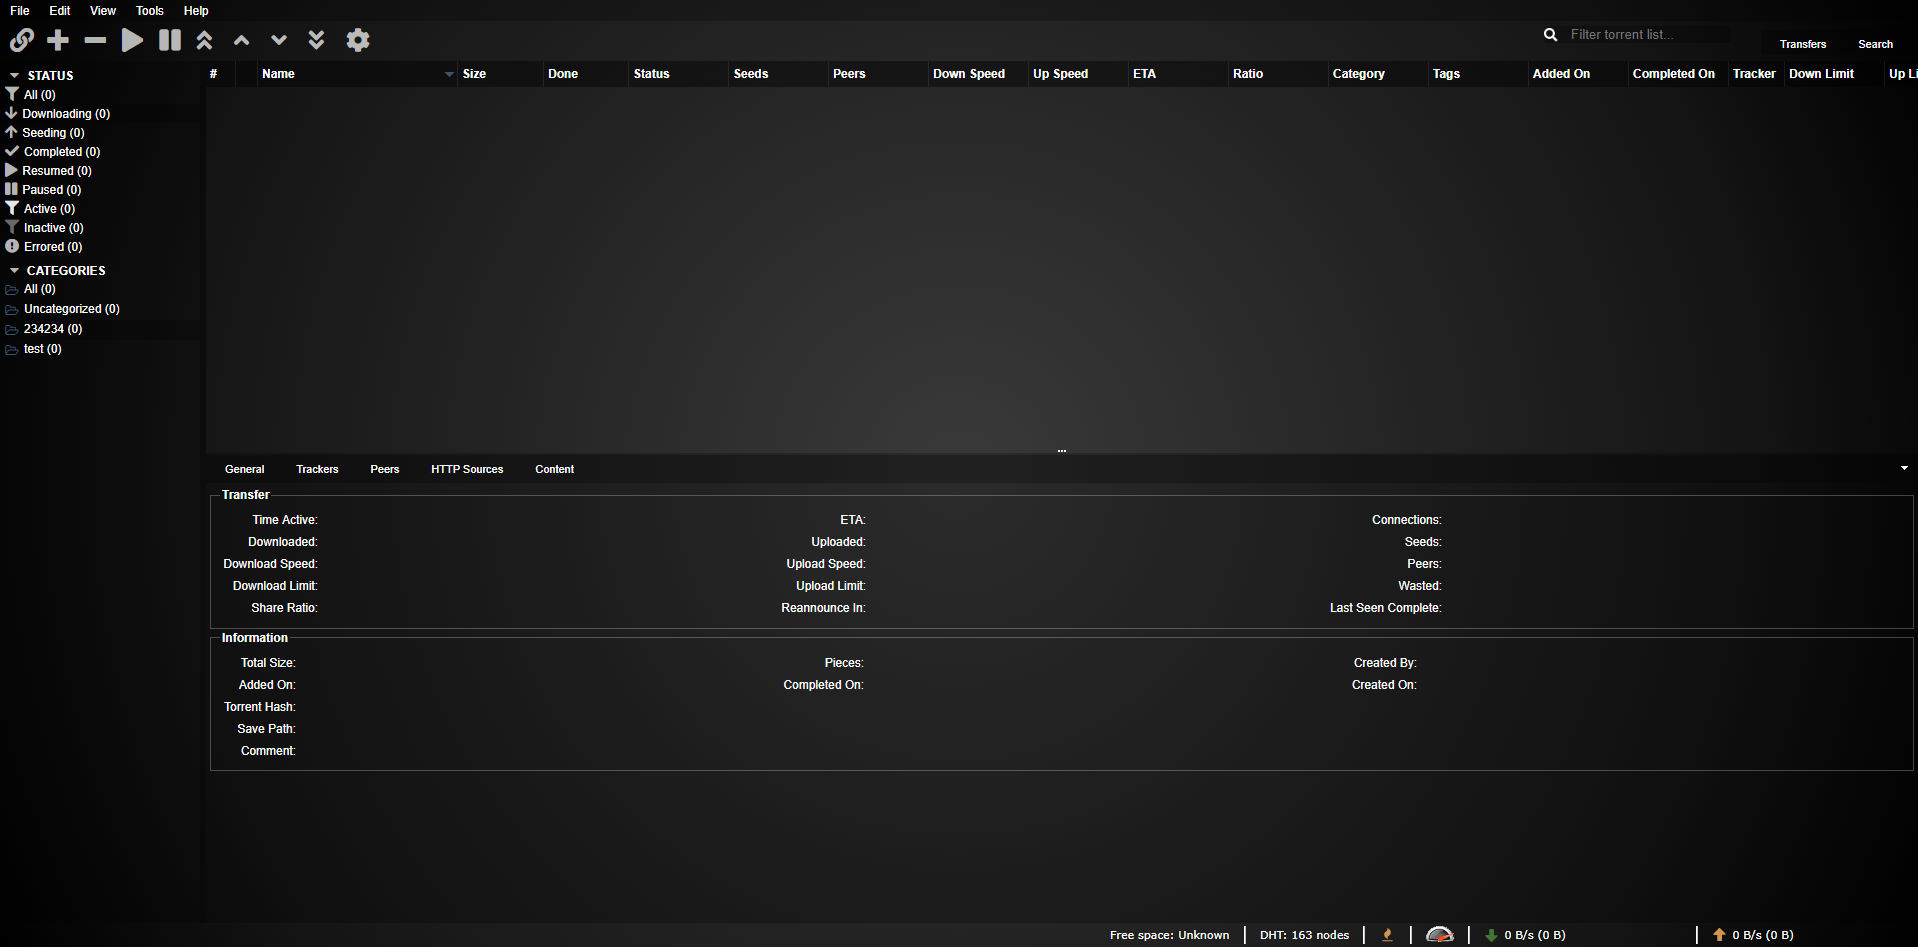 File Edit View Tools Help
Filter torrent list...
Transfers Search
STATUS
All (0)
Downloading (0)
Seeding (0)
Completed (0)
Resumed (0)
Paused (0)
Active (0)
Inactive (0)
Errored (0)
CATEGORIES
All (0)
Uncategorized (0)
234234 (0)
test (0)
# Name Size Done Status Seeds Peers Down Speed Up Speed ETA Ratio Category Tags Added On Completed On Tracker Down Limit Up Li
General Trackers Peers HTTP Sources Content
Transfer
Time Active: ETA: Connections:
Downloaded: Uploaded: Seeds:
Download Speed: Upload Speed: Peers:
Download Limit: Upload Limit: Wasted:
Share Ratio: Reannounce In: Last Seen Complete:
Information
Total Size: Pieces: Created By:
Added On: Completed On: Created On:
Torrent Hash:
Save Path:
Comment:
Free space: Unknown DHT: 163 nodes 0 B/s (0 B) 0 B/s (0 B)